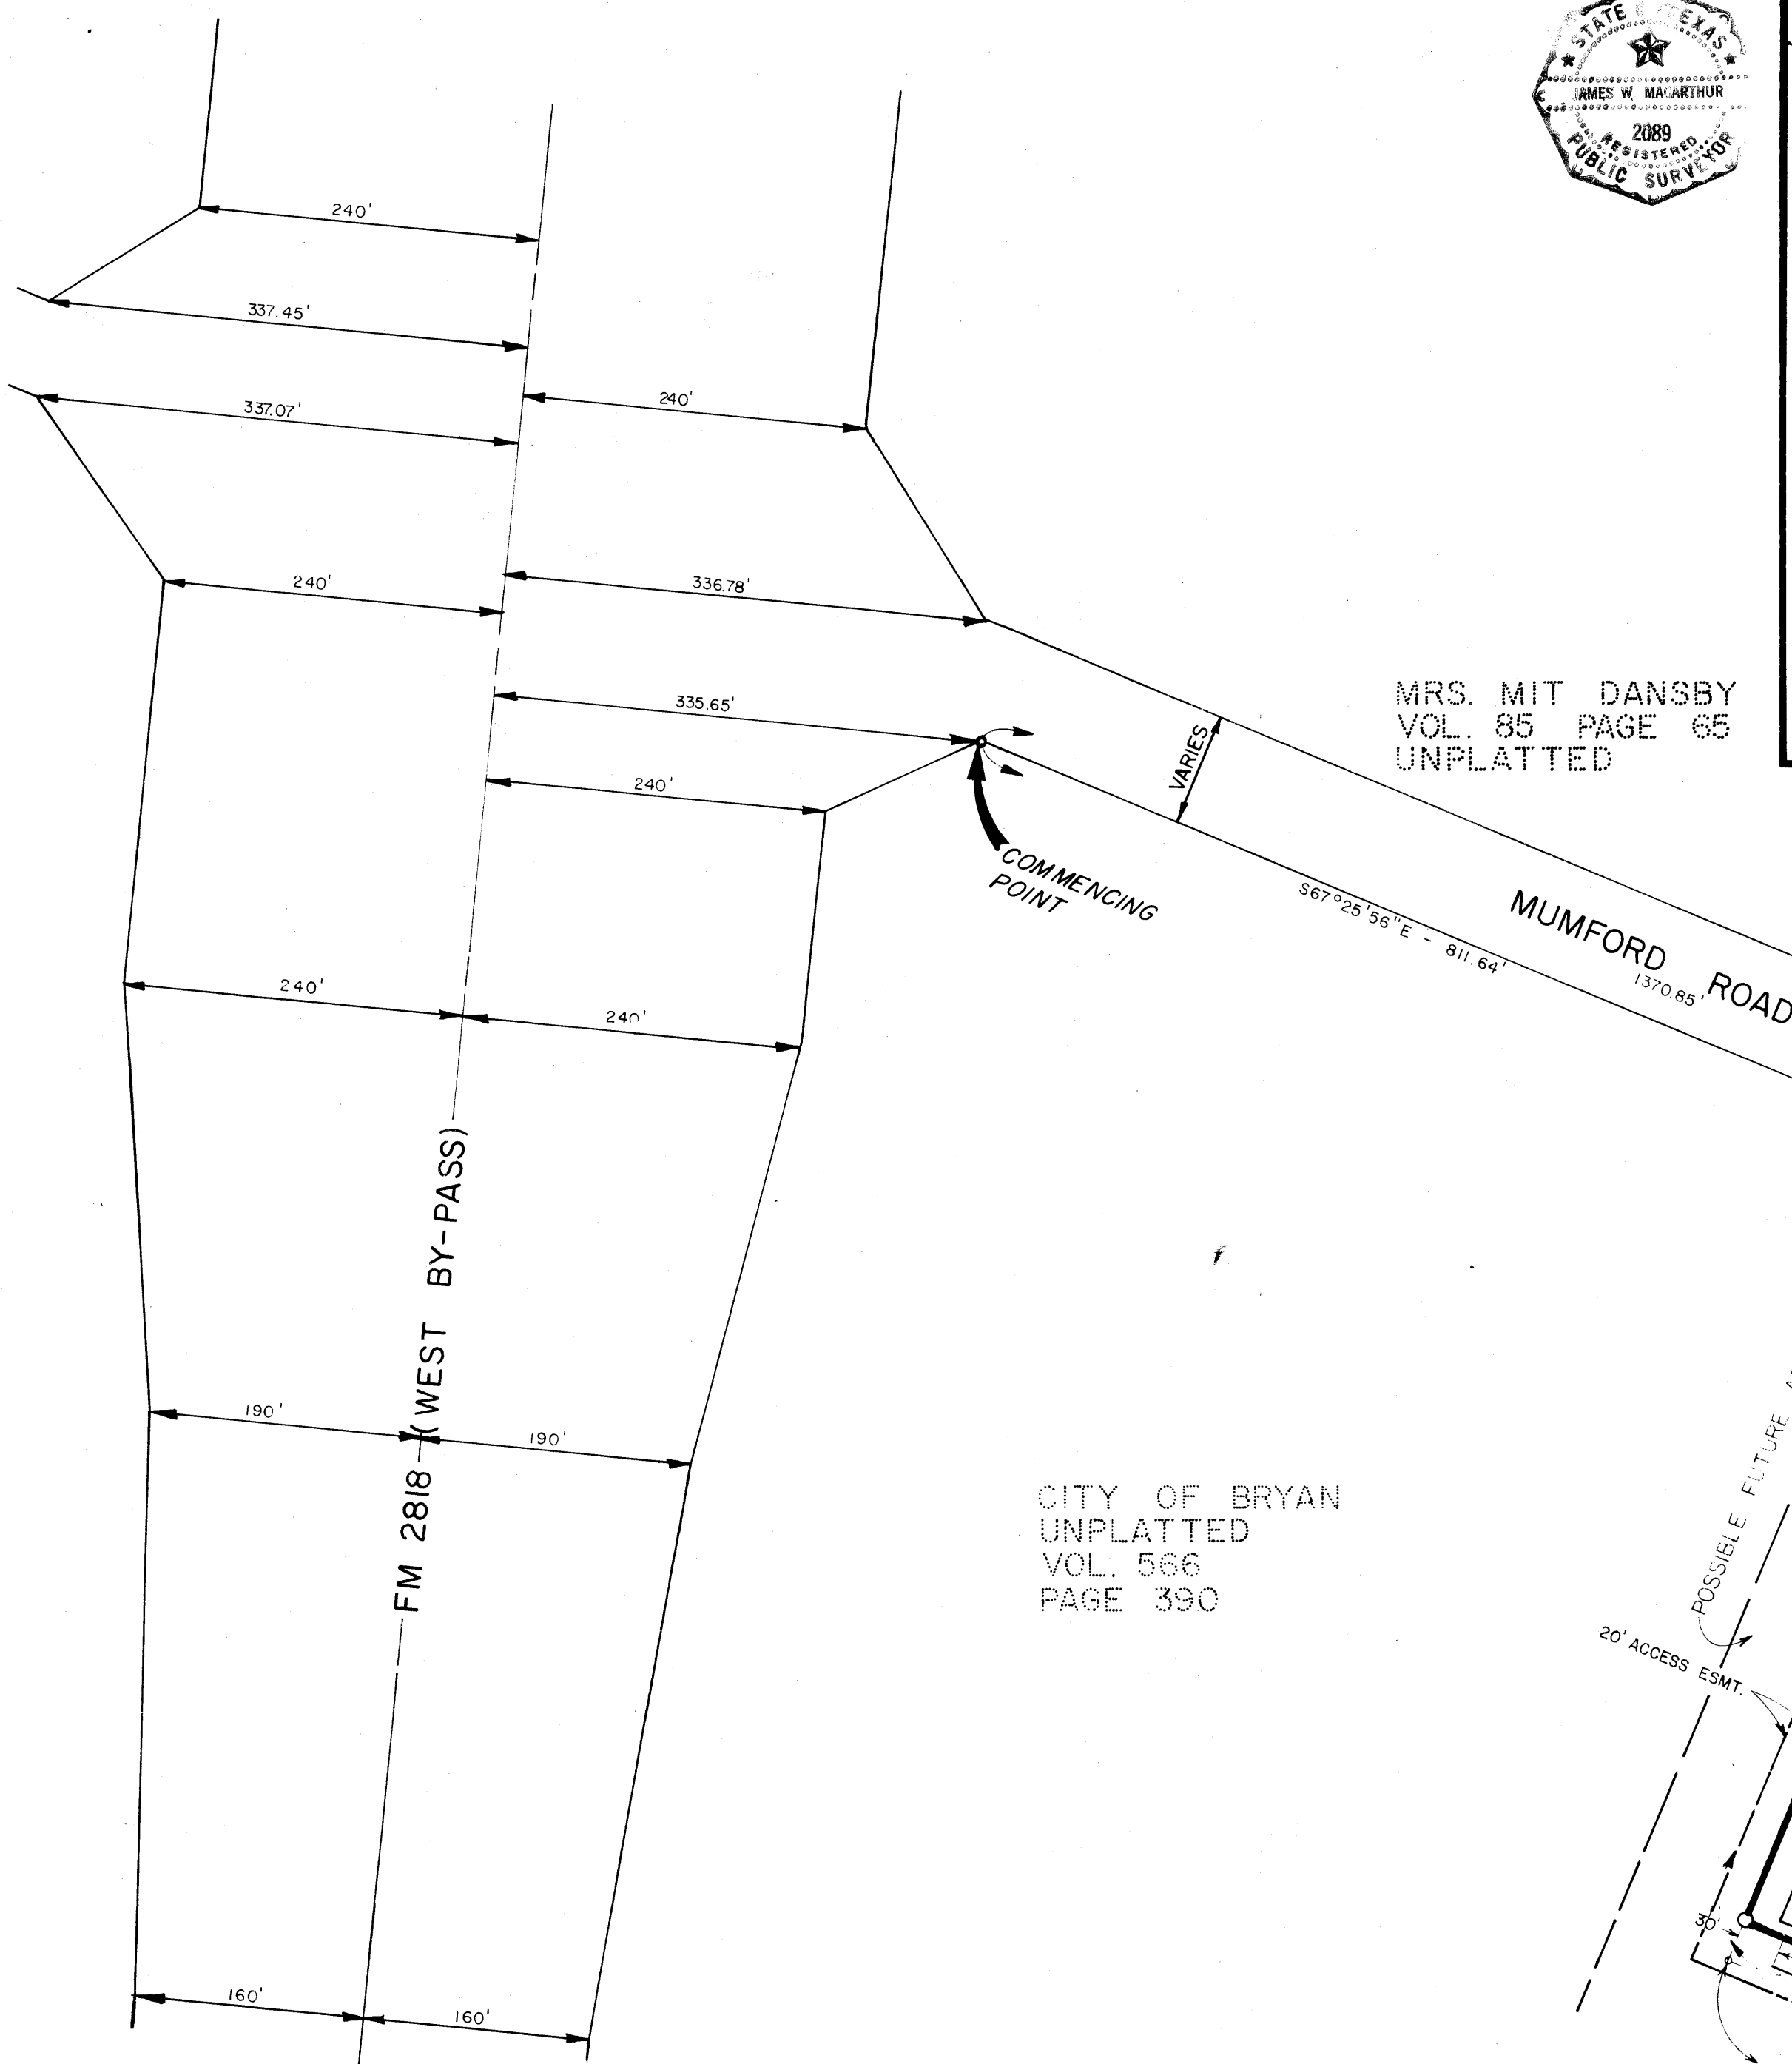 STATE OF TEXAS
JAMES W. MACARTHUR
2089
REGISTERED
PUBLIC SURVEYOR
240'
337.45'
337.07'
240'
240'
336.78'
335.65'
240'
VARIES
COMMENCING
POINT
MRS. MIT DANSBY
VOL. 85 PAGE 65
UNPLATTED
S67°25'56"E - 811.64'
MUMFORD ROAD
1370.85'
240'
240'
FM 2818 (WEST BY-PASS)
190'
190'
CITY OF BRYAN
UNPLATTED
VOL. 566
PAGE 390
POSSIBLE FUTURE
20' ACCESS ESMT.
30'
160'
160'